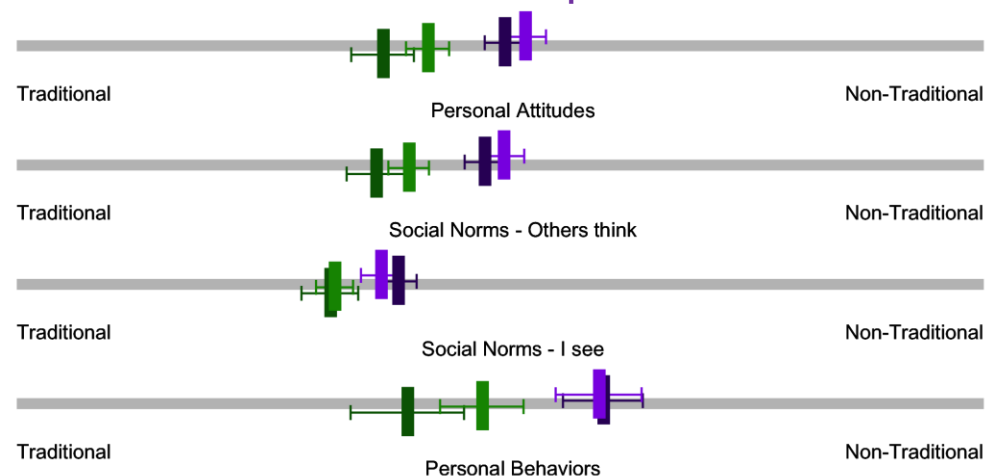 Traditional
Non-Traditional
Personal Attitudes
Traditional
Non-Traditional
Social Norms - Others think
Traditional
Non-Traditional
Social Norms - I see
Traditional
Non-Traditional
Personal Behaviors